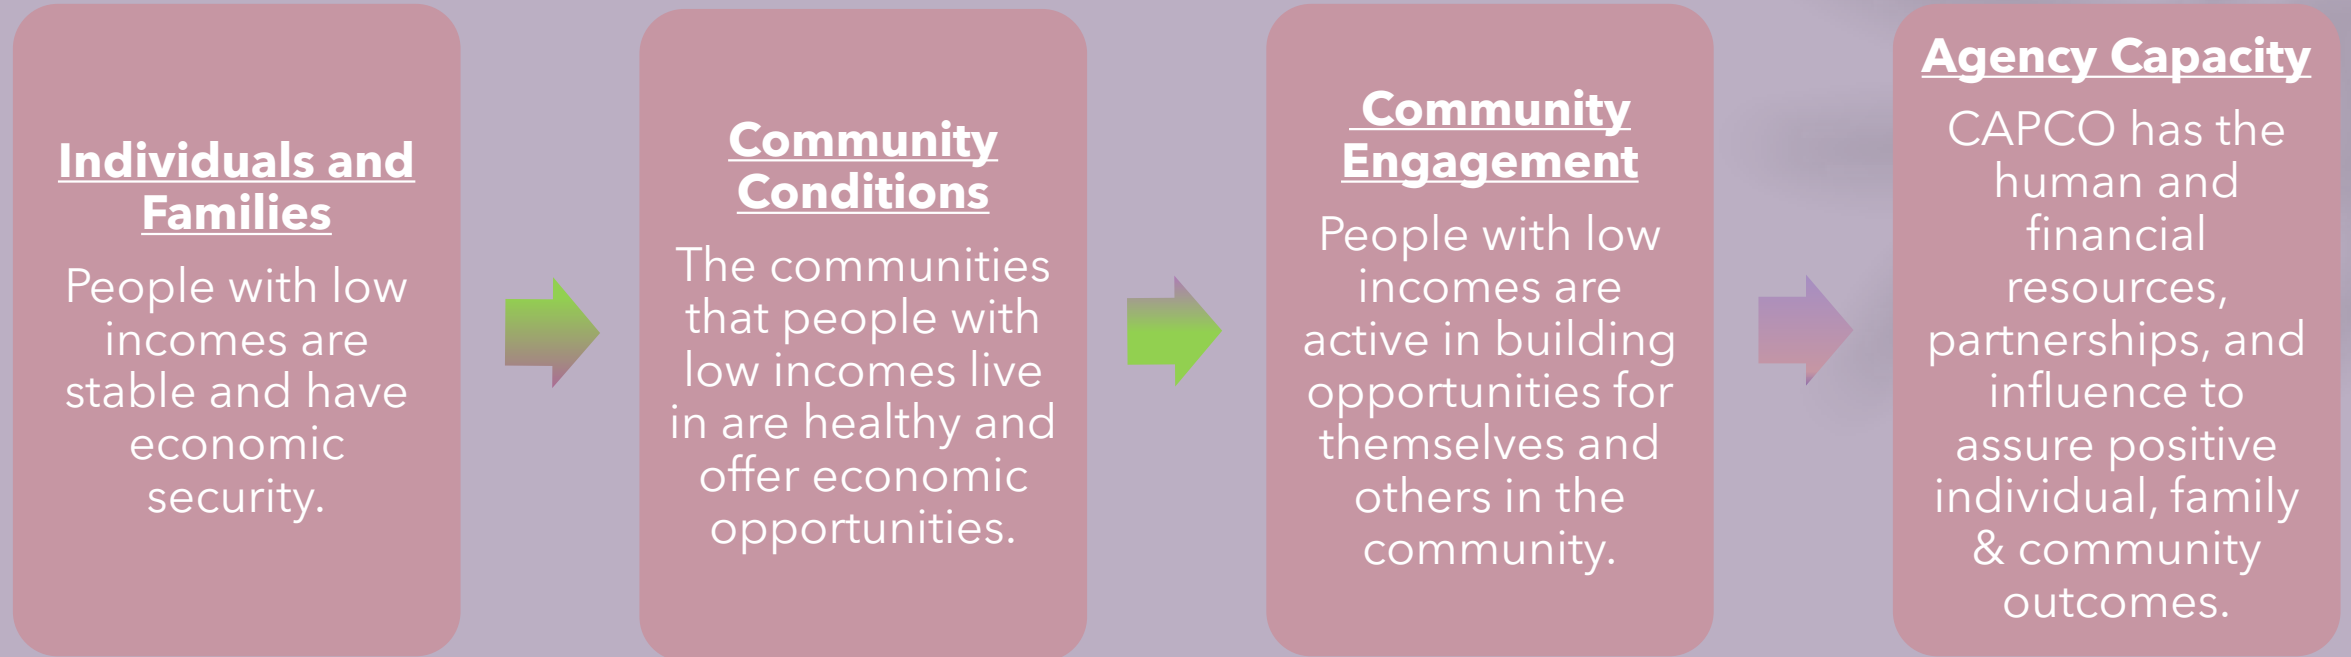 Individuals and
Families
People with low
incomes are
stable and have
economic
security.
Community
Conditions
The communities
that people with
low incomes live
in are healthy and
offer economic
opportunities.
Community
Engagement
People with low
incomes are
active in building
opportunities for
themselves and
others in the
community.
Agency Capacity
CAPCO has the
human and
financial
resources,
partnerships, and
influence to
assure positive
individual, family
& community
outcomes.